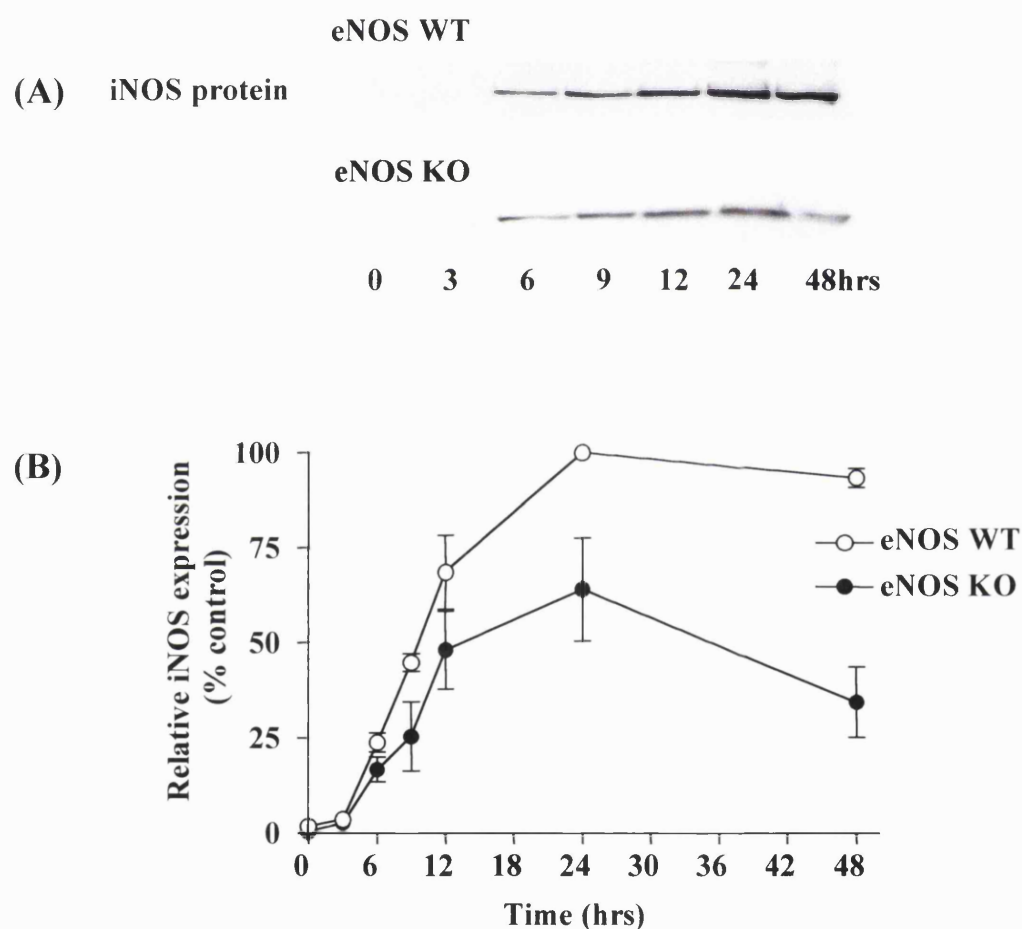 eNOS WT
(A) iNOS protein
eNOS KO
0 3 6 9 12 24 48hrs
(B)
Relative iNOS expression
(% control)
100
75
50
25
0
eNOS WT
eNOS KO
0 6 12 18 24 30 36 42 48
Time (hrs)